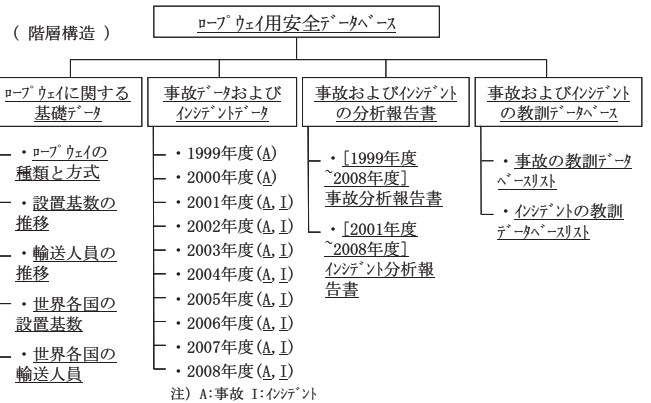 ( 階層構造 )
ﾛｰﾌﾟｳｪｲ用安全ﾃﾞｰﾀﾍﾞｰｽ
ﾛｰﾌﾟｳｪｲに関する
基礎ﾃﾞｰﾀ
・ﾛｰﾌﾟｳｪｲの
種類と方式
・設置基数の
推移
・輸送人員の
推移
・世界各国の
設置基数
・世界各国の
輸送人員
事故ﾃﾞｰﾀおよび
ｲﾝｼﾃﾞﾝﾄﾃﾞｰﾀ
・1999年度(A)
・2000年度(A)
・2001年度(A, I)
・2002年度(A, I)
・2003年度(A, I)
・2004年度(A, I)
・2005年度(A, I)
・2006年度(A, I)
・2007年度(A, I)
・2008年度(A, I)
注) A:事故 I:ｲﾝｼﾃﾞﾝﾄ
事故およびｲﾝｼﾃﾞﾝﾄ
の分析報告書
・[1999年度
~2008年度]
事故分析報告書
・[2001年度
~2008年度]
ｲﾝｼﾃﾞﾝﾄ分析報
告書
事故およびｲﾝｼﾃﾞﾝﾄ
の教訓ﾃﾞｰﾀﾍﾞｰｽ
・事故の教訓ﾃﾞｰﾀ
ﾍﾞｰｽﾘｽﾄ
・ｲﾝｼﾃﾞﾝﾄの教訓
ﾃﾞｰﾀﾍﾞｰｽﾘｽﾄ